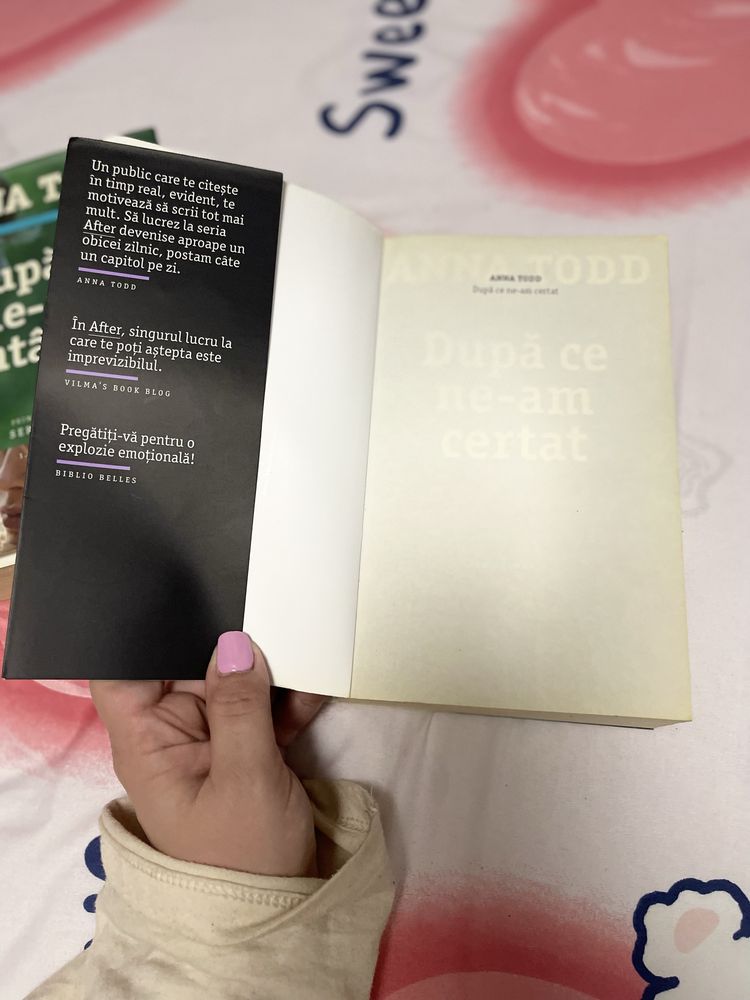 Swee
Un public care te citește
în timp real, evident, te
motivează să scrii tot mai
mult. Să lucrez la seria
After devenise aproape un
obicei zilnic, postam câte
un capitol pe zi.
ANNA TODD
În After, singurul lucru la
care te poți aștepta este
imprevizibilul.
VILMA'S BOOK BLOG
Pregătiți-vă pentru o
explozie emoțională!
BIBLIO BELLES
ANNA TODD
ANNA TODD
După ce ne-am certat
După ce
ne-am
certat